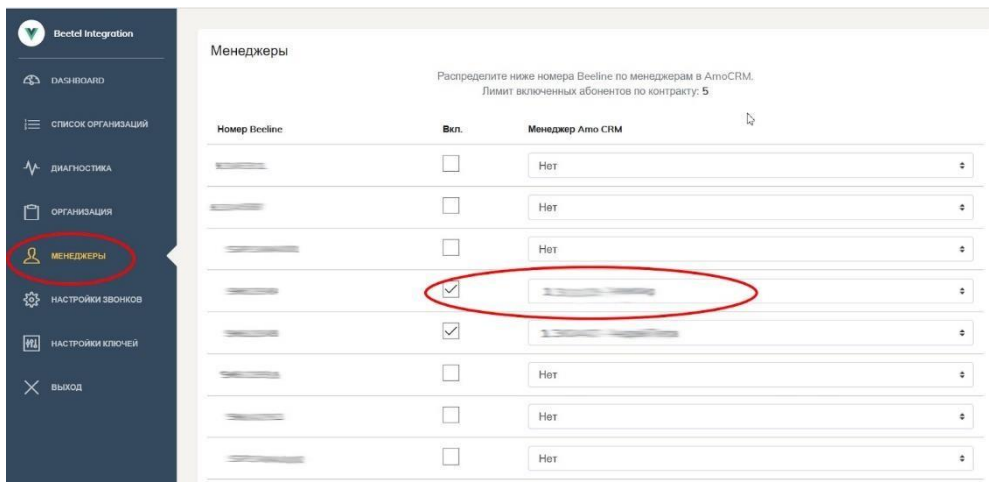 Beetel Integration
DASHBOARD
СПИСОК ОРГАНИЗАЦИЙ
ДИАГНОСТИКА
ОРГАНИЗАЦИЯ
МЕНЕДЖЕРЫ
НАСТРОЙКИ ЗВОНКОВ
НАСТРОЙКИ КЛЮЧЕЙ
ВЫХОД
Менеджеры
Распределите ниже номера Beeline по менеджерам в AmoCRM.
Лимит включенных абонентов по контракту: 5
Номер Beeline Вкл. Менеджер Amo CRM
Нет
Нет
Нет
Нет
Нет
Нет